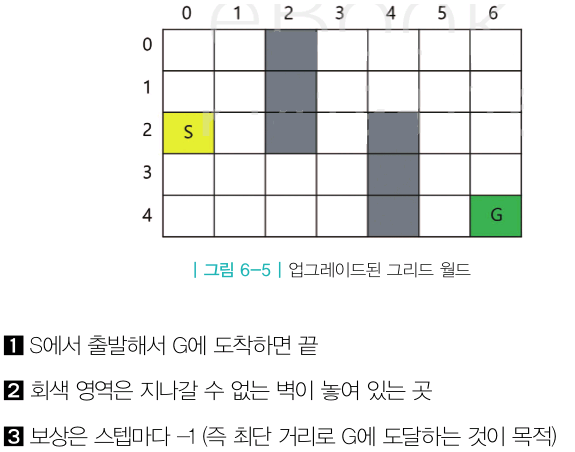 0 1 2 3 4 5 6
0
1
2 S
3
4 G
| 그림 6-5 | 업그레이드된 그리드 월드
1 S에서 출발해서 G에 도착하면 끝
2 회색 영역은 지나갈 수 없는 벽이 놓여 있는 곳
3 보상은 스텝마다 -1 (즉 최단 거리로 G에 도달하는 것이 목적)